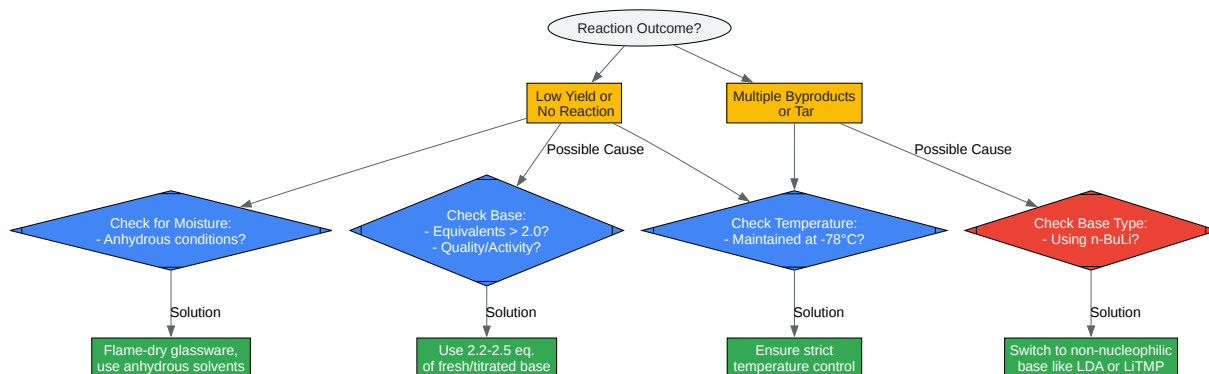 Reaction Outcome?
Low Yield or
No Reaction
Multiple Byproducts
or Tar
Possible Cause
Possible Cause
Check for Moisture:
- Anhydrous conditions?
Check Base:
- Equivalents > 2.0?
- Quality/Activity?
Check Temperature:
- Maintained at -78°C?
Check Base Type:
- Using n-BuLi?
Solution
Solution
Solution
Solution
Flame-dry glassware,
use anhydrous solvents
Use 2.2-2.5 eq.
of fresh/titrated base
Ensure strict
temperature control
Switch to non-nucleophilic
base like LDA or LiTMP